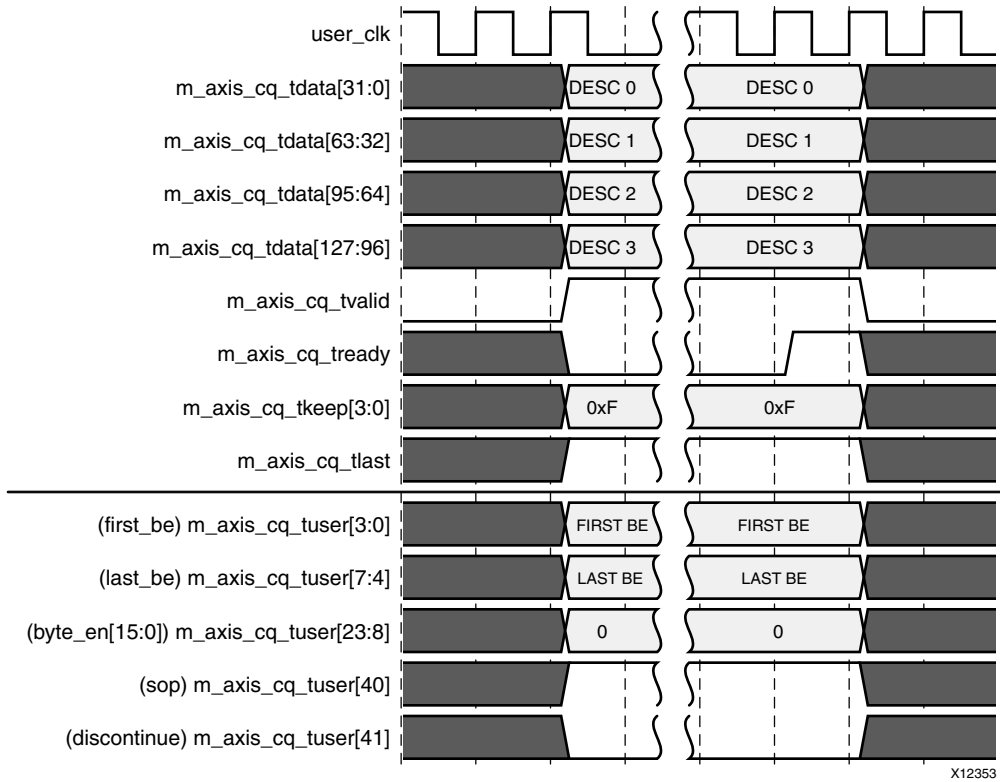 user_clk
m_axis_cq_tdata[31:0] DESC 0 DESC 0
m_axis_cq_tdata[63:32] DESC 1 DESC 1
m_axis_cq_tdata[95:64] DESC 2 DESC 2
m_axis_cq_tdata[127:96] DESC 3 DESC 3
m_axis_cq_tvalid
m_axis_cq_tready
m_axis_cq_tkeep[3:0] 0xF 0xF
m_axis_cq_tlast
(first_be) m_axis_cq_tuser[3:0] FIRST BE FIRST BE
(last_be) m_axis_cq_tuser[7:4] LAST BE LAST BE
(byte_en[15:0]) m_axis_cq_tuser[23:8] 0 0
(sop) m_axis_cq_tuser[40]
(discontinue) m_axis_cq_tuser[41]
X12353